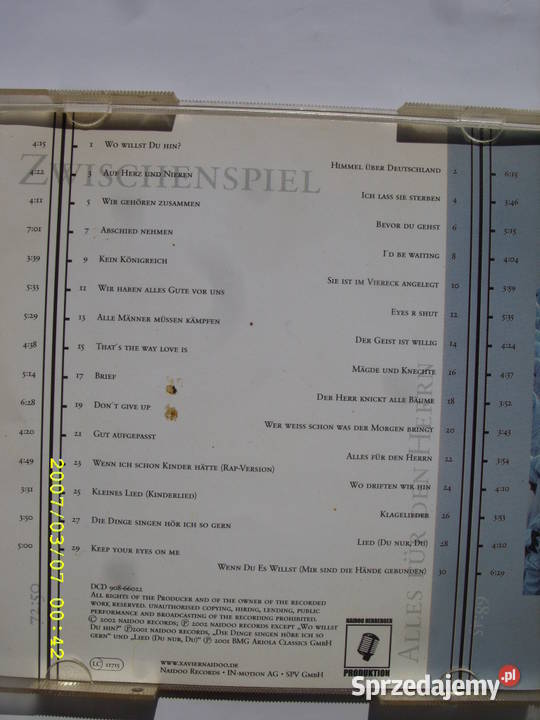 Sprzedajemy.pl
ZWISCHENSPIEL
4:15 1 Wo willst Du hin?
4:22 3 Auf Herz und Nieren
4:11 5 Wir gehören zusammen
7:01 7 Abschied nehmen
3:39 9 Kein Königreich
5:33 11 Wir haben alles Gute vor uns
5:29 13 Alle Männer müssen kämpfen
4:38 15 That´s the way love is
5:14 17 Brief
6:28 19 Don´t give up
4:20 21 Gut aufgepasst
4:49 23 Wenn ich schon Kinder hätte (Rap-Version)
3:31 25 Kleines Lied (Kinderlied)
3:50 27 Die Dinge singen hör ich so gern
5:00 29 Keep your eyes on me
72:50
Himmel über Deutschland 2 6:15
Ich lass sie sterben 4 3:46
Bevor du gehst 6 5:15
I'd be waiting 8 4:04
Sie ist im Viereck angelegt 10 3:59
Eyes R shut 12 5:35
Der Geist ist willig 14 4:24
Mägde und Knechte 16 4:37
Der Herr knickt alle Bäume 18 3:52
Wer weiss schon was der Morgen bringt 20 3:43
Alles für den Herrn 22 4:53
Wo driften wir hin 24 4:34
Klagelieder 26
Lied (Du nur, Du) 28 4:20
Wenn Du Es Willst (Mir sind die Hände gebunden) 30 6:29
ALLES FÜR DEN HERRN
2007/03/07 00:42
DCD 908-66022
All rights of the Producer and of the owner of the recorded
work reserved. Unauthorised copying, hiring, lending, public
performance and broadcasting of the recording prohibited.
© 2002 Naidoo Records; ℗ 2002 Naidoo Records except „Wo willst
Du hin?" ℗2001 Naidoo Records, „Die Dinge singen höre ich so
gern" und „Lied (Du nur, Du)" ℗ 2001 BMG Ariola Classics GmbH
LC 11715
www.xaviernaidoo.de
Naidoo Records • IN-motion AG • SPV GmbH
NAIDOO HERBERGER
PRODUKTION
Sprzedajemy.pl